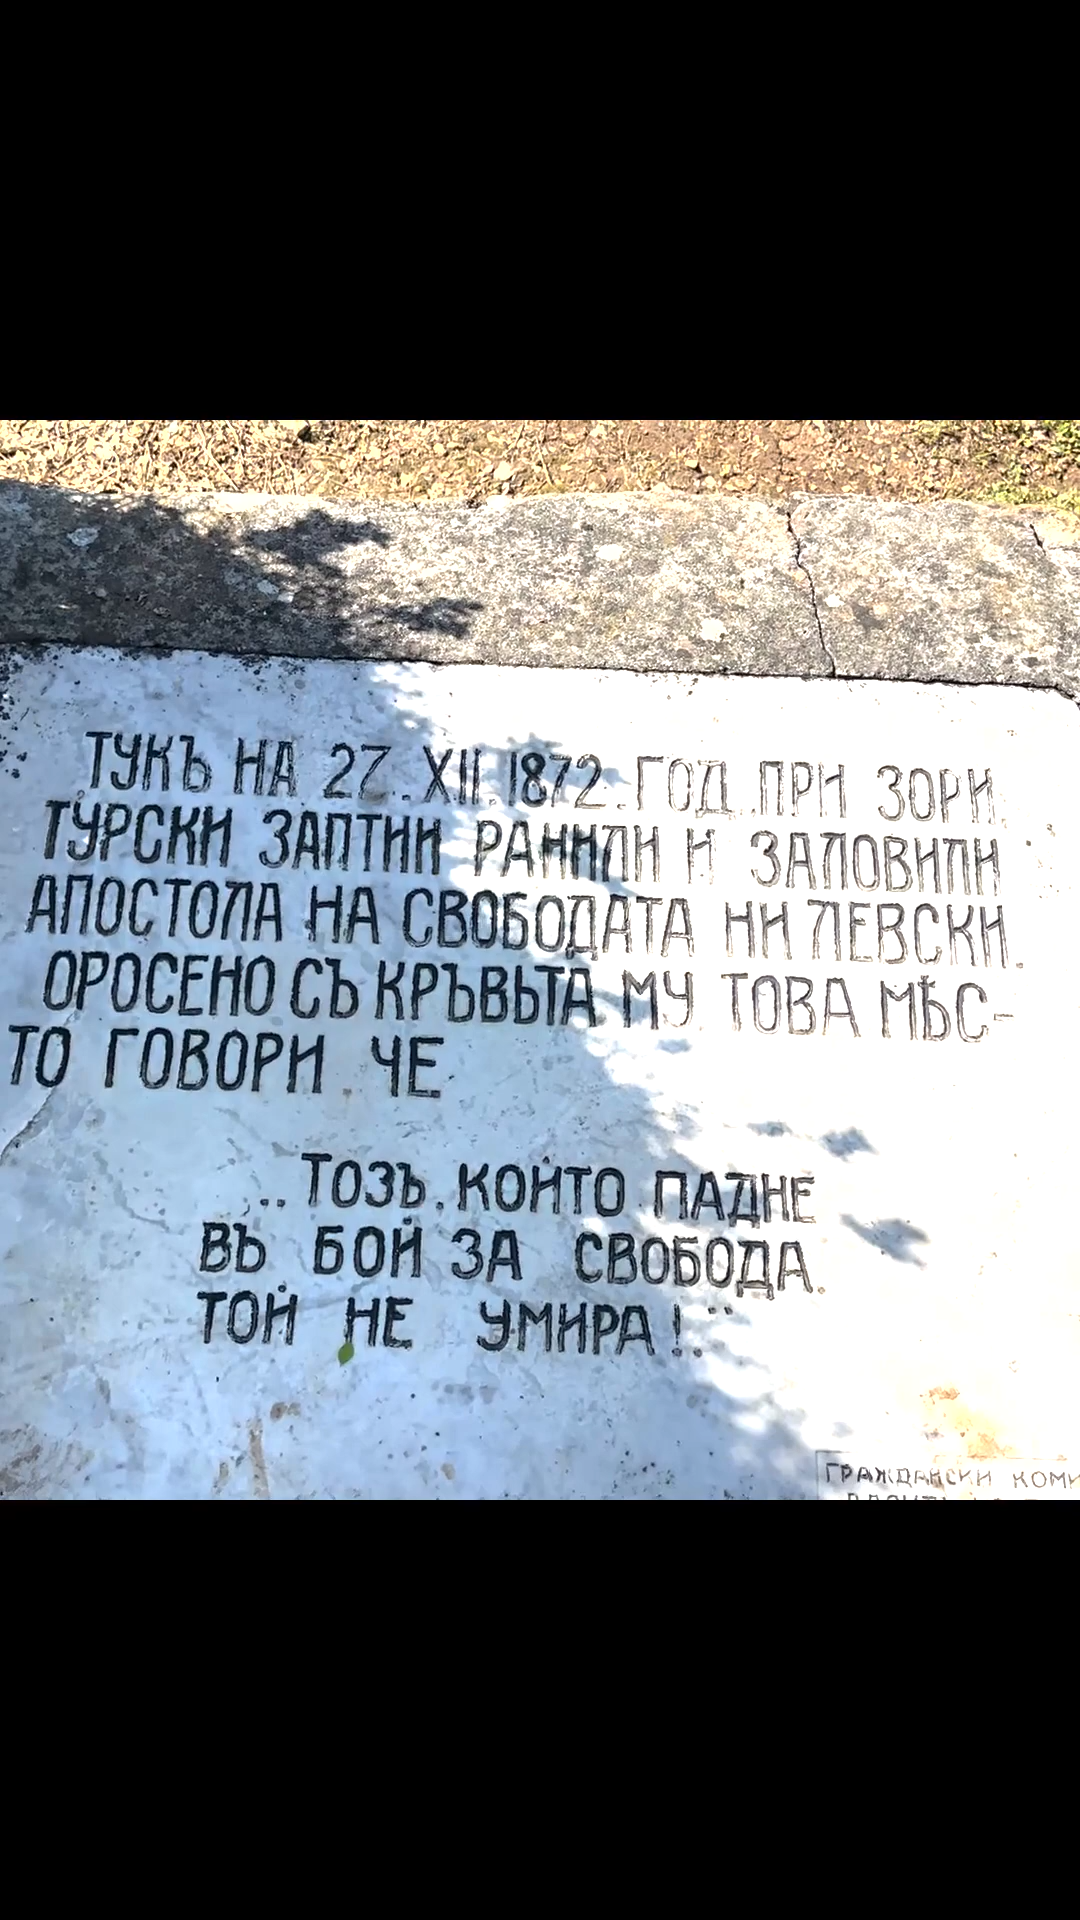 ТУКЪ НА 27. XII. 1872. ГОД. ПРИ ЗОРИ.
ТУРСКИ ЗАПТИИ РАНИЛИ И ЗАЛОВИЛИ
АПОСТОЛА НА СВОБОДАТА НИ ЛЕВСКИ.
ОРОСЕНО СЪ КРЪВЬТА МУ ТОВА МѢС-
ТО ГОВОРИ ЧЕ
„ТОЗЪ, КОЙТО ПАДНЕ
ВЪ БОЙ ЗА СВОБОДА,
ТОЙ НЕ УМИРА!..“
ГРАЖДАНСКИ КОМИ